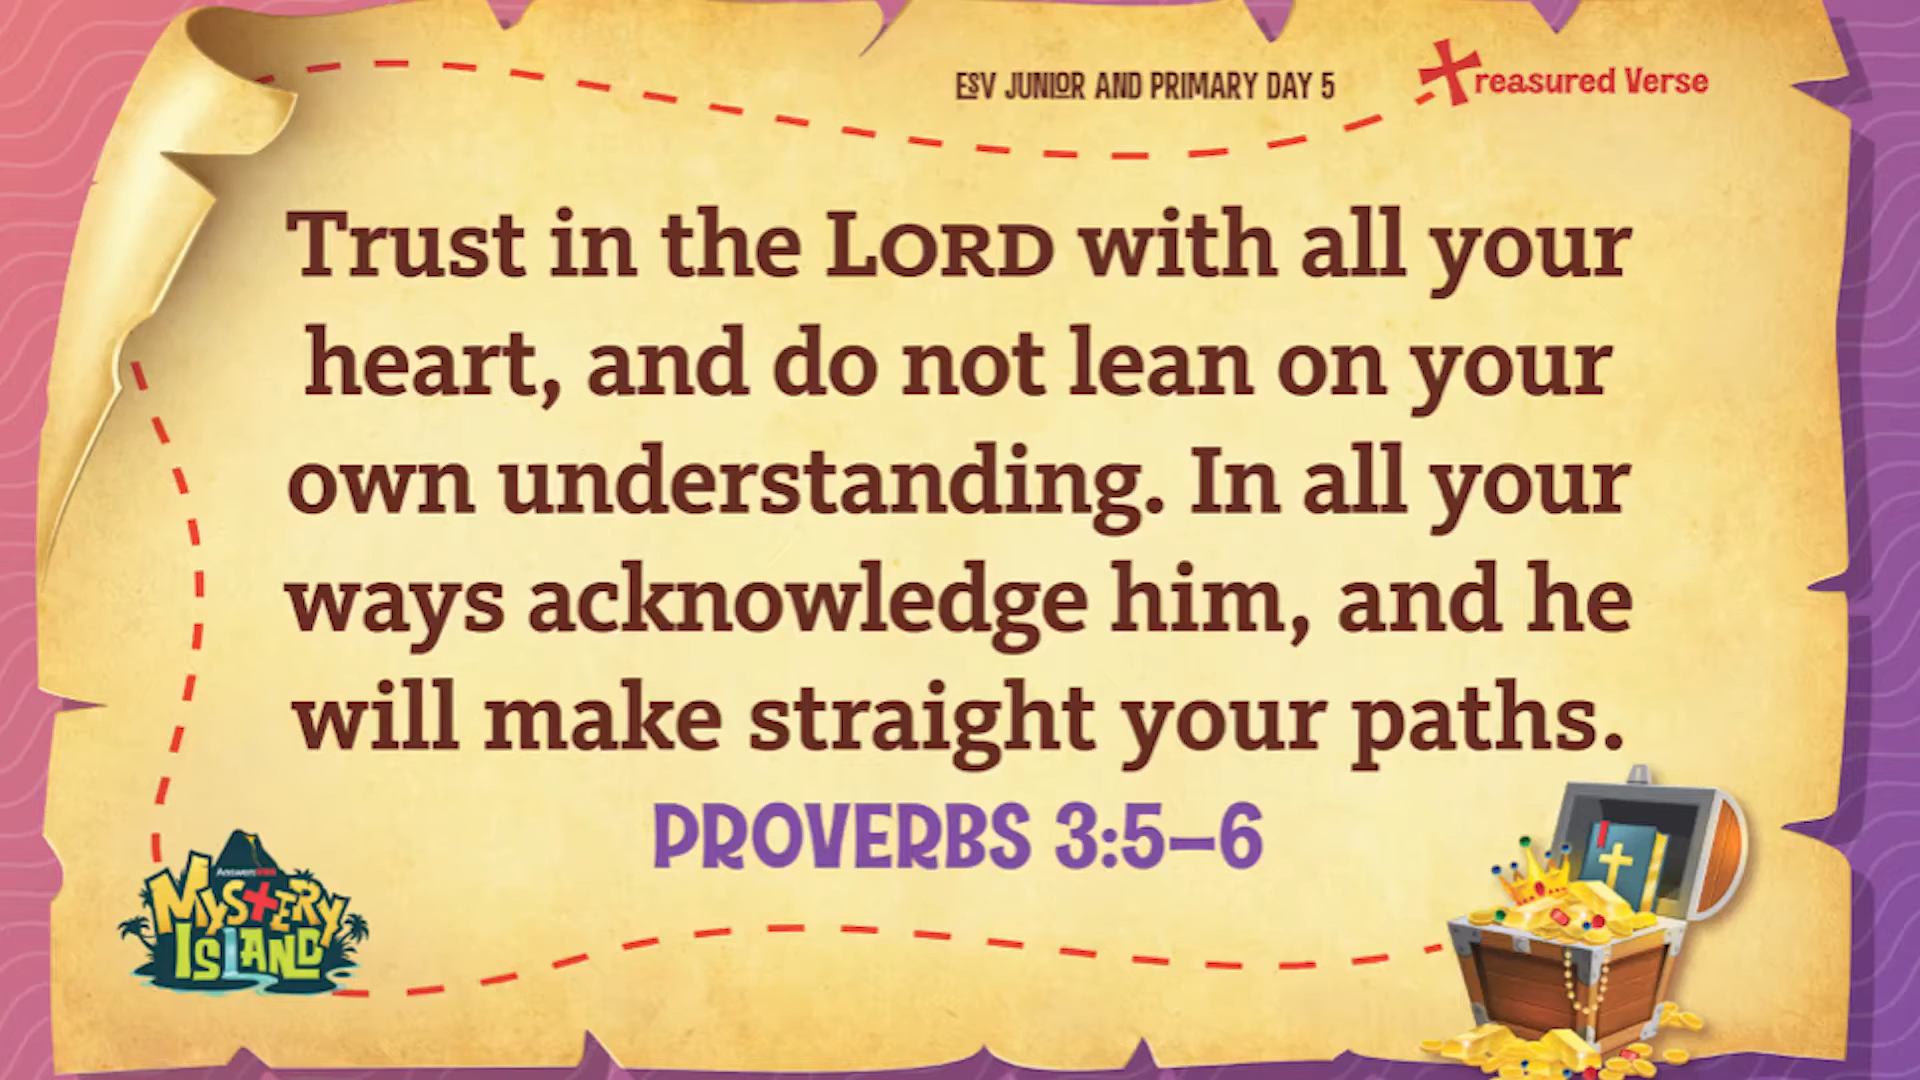 ESV JUNIOR AND PRIMARY DAY 5
Treasured Verse
Trust in the LORD with all your
heart, and do not lean on your
own understanding. In all your
ways acknowledge him, and he
will make straight your paths.
PROVERBS 3:5–6
Answers VBS
MYSTERY
ISLAND